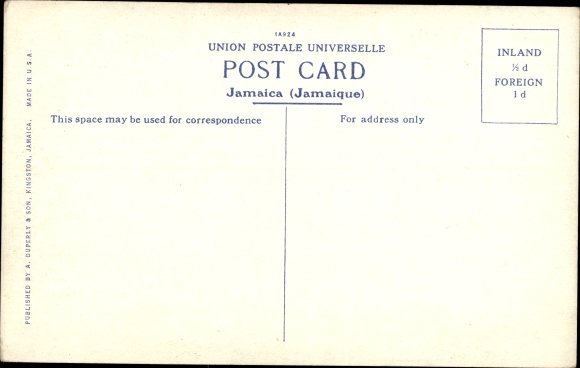 1A924
UNION POSTALE UNIVERSELLE
POST CARD
Jamaica (Jamaique)
INLAND
½ d
FOREIGN
1 d
This space may be used for correspondence
For address only
PUBLISHED BY A. DUPERLY & SON, KINGSTON, JAMAICA. MADE IN U.S.A.